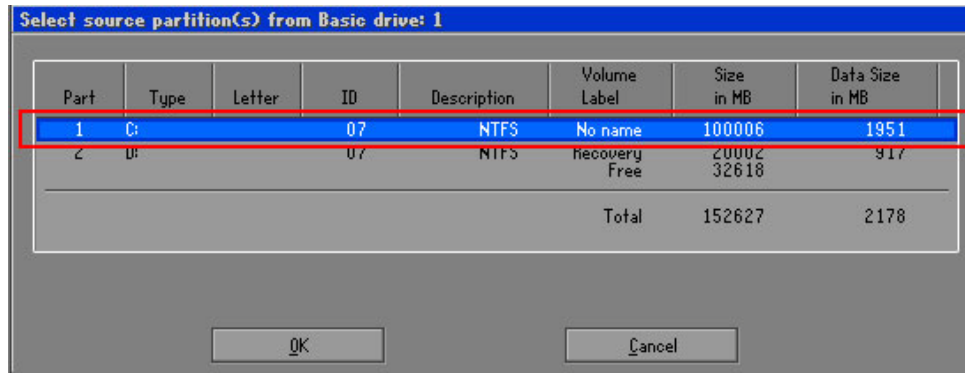 Select source partition(s) from Basic drive: 1
Part Type Letter ID Description Volume Label Size in MB Data Size in MB
1 C: 07 NTFS No name 100006 1951
2 D: 07 NTFS Recovery 20002 917
Free 32618
Total 152627 2178
OK Cancel